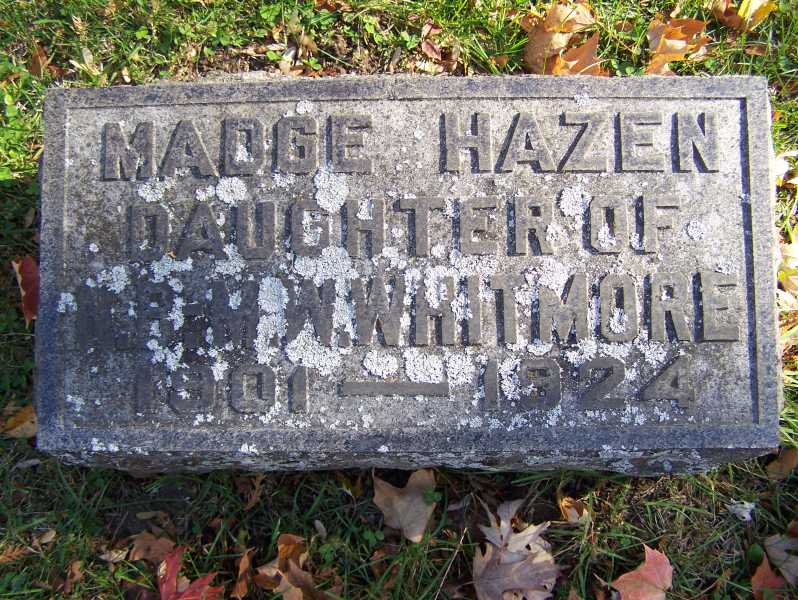 MADGE HAZEN
DAUGHTER OF
WHITMORE
1901 — 1924